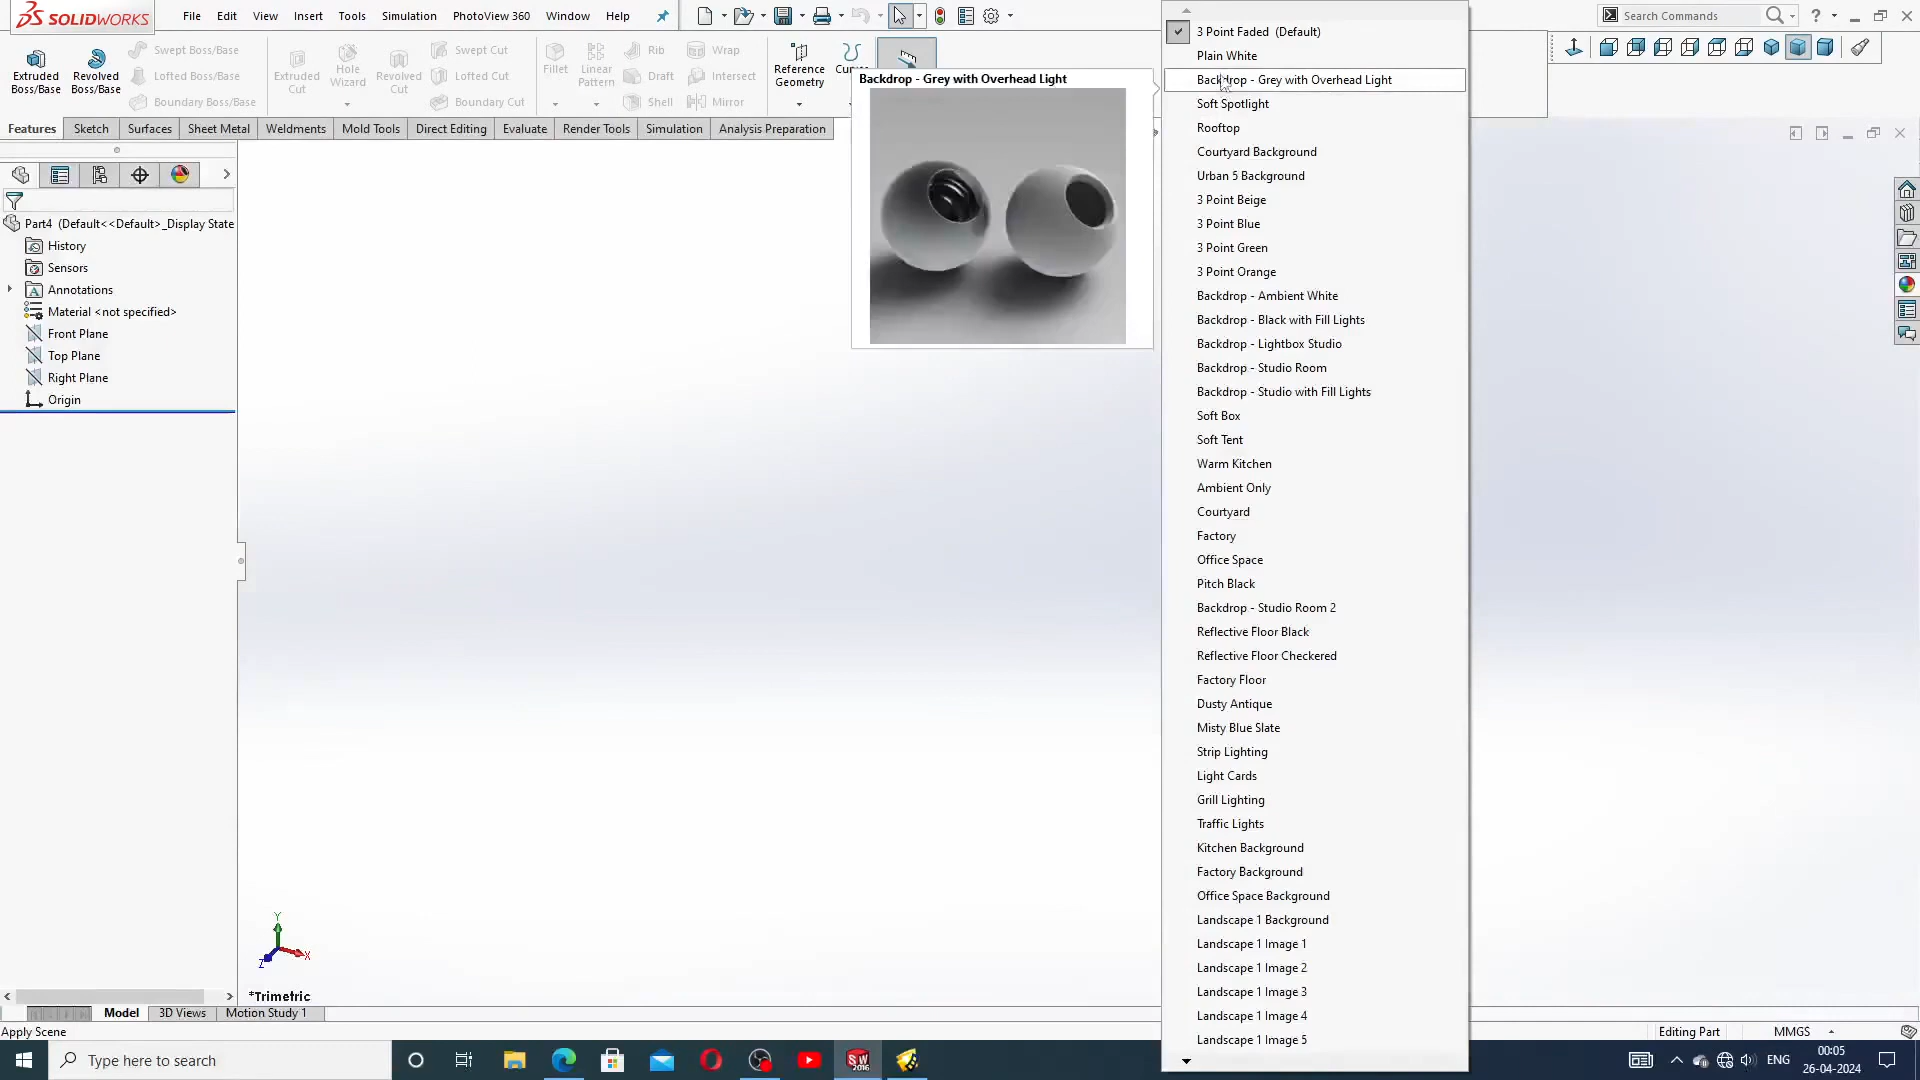 SOLIDWORKS
File Edit View Insert Tools Simulation PhotoView 360 Window Help
Search Commands
Extruded Boss/Base
Revolved Boss/Base
Swept Boss/Base
Lofted Boss/Base
Boundary Boss/Base
Extruded Cut
Hole Wizard
Revolved Cut
Swept Cut
Lofted Cut
Boundary Cut
Fillet
Linear Pattern
Rib
Draft
Shell
Wrap
Intersect
Mirror
Reference Geometry
Features Sketch Surfaces Sheet Metal Weldments Mold Tools Direct Editing Evaluate Render Tools Simulation Analysis Preparation
Part4 (Default<<Default>_Display State
History
Sensors
Annotations
Material <not specified>
Front Plane
Top Plane
Right Plane
Origin
Backdrop - Grey with Overhead Light
3 Point Faded (Default)
Plain White
Backdrop - Grey with Overhead Light
Soft Spotlight
Rooftop
Courtyard Background
Urban 5 Background
3 Point Beige
3 Point Blue
3 Point Green
3 Point Orange
Backdrop - Ambient White
Backdrop - Black with Fill Lights
Backdrop - Lightbox Studio
Backdrop - Studio Room
Backdrop - Studio with Fill Lights
Soft Box
Soft Tent
Warm Kitchen
Ambient Only
Courtyard
Factory
Office Space
Pitch Black
Backdrop - Studio Room 2
Reflective Floor Black
Reflective Floor Checkered
Factory Floor
Dusty Antique
Misty Blue Slate
Strip Lighting
Light Cards
Grill Lighting
Traffic Lights
Kitchen Background
Factory Background
Office Space Background
Landscape 1 Background
Landscape 1 Image 1
Landscape 1 Image 2
Landscape 1 Image 3
Landscape 1 Image 4
Landscape 1 Image 5
Y
X
Z
*Trimetric
Model 3D Views Motion Study 1
Apply Scene
Editing Part MMGS
Type here to search
SW 2016
ENG
00:05
26-04-2024